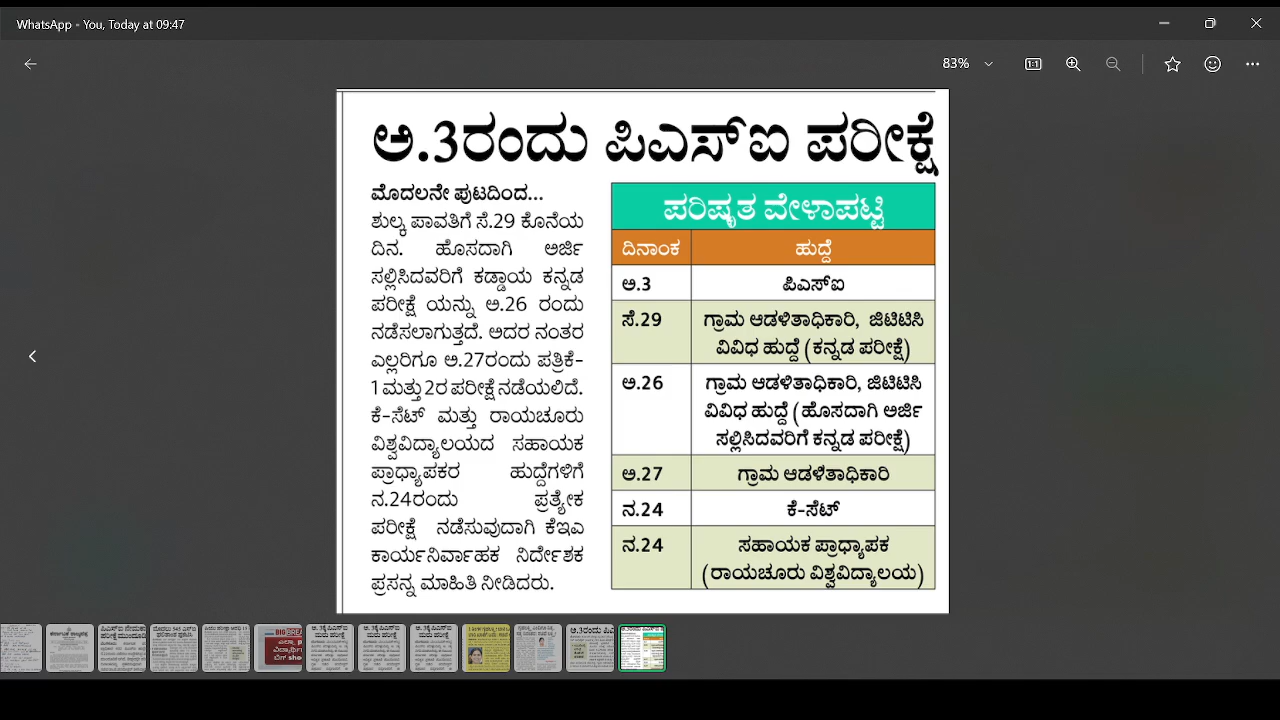 WhatsApp - You, Today at 09:47
83%
ಅ.3ರಂದು ಪಿಎಸ್‌ಐ ಪರೀಕ್ಷೆ
ಮೊದಲನೇ ಪುಟದಿಂದ...
ಶುಲ್ಕ ಪಾವತಿಗೆ ಸೆ.29 ಕೊನೆಯ
ದಿನ. ಹೊಸದಾಗಿ ಅರ್ಜಿ
ಸಲ್ಲಿಸಿದವರಿಗೆ ಕಡ್ಡಾಯ ಕನ್ನಡ
ಪರೀಕ್ಷೆ ಯನ್ನು ಅ.26 ರಂದು
ನಡೆಸಲಾಗುತ್ತದೆ. ಅದರ ನಂತರ
ಎಲ್ಲರಿಗೂ ಅ.27ರಂದು ಪತ್ರಿಕೆ-
1 ಮತ್ತು 2ರ ಪರೀಕ್ಷೆ ನಡೆಯಲಿದೆ.
ಕೆ-ಸೆಟ್ ಮತ್ತು ರಾಯಚೂರು
ವಿಶ್ವವಿದ್ಯಾಲಯದ ಸಹಾಯಕ
ಪ್ರಾಧ್ಯಾಪಕರ ಹುದ್ದೆಗಳಿಗೆ
ನ.24ರಂದು ಪ್ರತ್ಯೇಕ
ಪರೀಕ್ಷೆ ನಡೆಸುವುದಾಗಿ ಕೆಇಎ
ಕಾರ್ಯನಿರ್ವಾಹಕ ನಿರ್ದೇಶಕ
ಪ್ರಸನ್ನ ಮಾಹಿತಿ ನೀಡಿದರು.
ಪರಿಷ್ಕೃತ ವೇಳಾಪಟ್ಟಿ
ದಿನಾಂಕ ಹುದ್ದೆ
ಅ.3 ಪಿಎಸ್‌ಐ
ಸೆ.29 ಗ್ರಾಮ ಆಡಳಿತಾಧಿಕಾರಿ, ಜಿಟಿಟಿಸಿ
ವಿವಿಧ ಹುದ್ದೆ (ಕನ್ನಡ ಪರೀಕ್ಷೆ)
ಅ.26 ಗ್ರಾಮ ಆಡಳಿತಾಧಿಕಾರಿ, ಜಿಟಿಟಿಸಿ
ವಿವಿಧ ಹುದ್ದೆ (ಹೊಸದಾಗಿ ಅರ್ಜಿ
ಸಲ್ಲಿಸಿದವರಿಗೆ ಕನ್ನಡ ಪರೀಕ್ಷೆ)
ಅ.27 ಗ್ರಾಮ ಆಡಳಿತಾಧಿಕಾರಿ
ನ.24 ಕೆ-ಸೆಟ್
ನ.24 ಸಹಾಯಕ ಪ್ರಾಧ್ಯಾಪಕ
(ರಾಯಚೂರು ವಿಶ್ವವಿದ್ಯಾಲಯ)